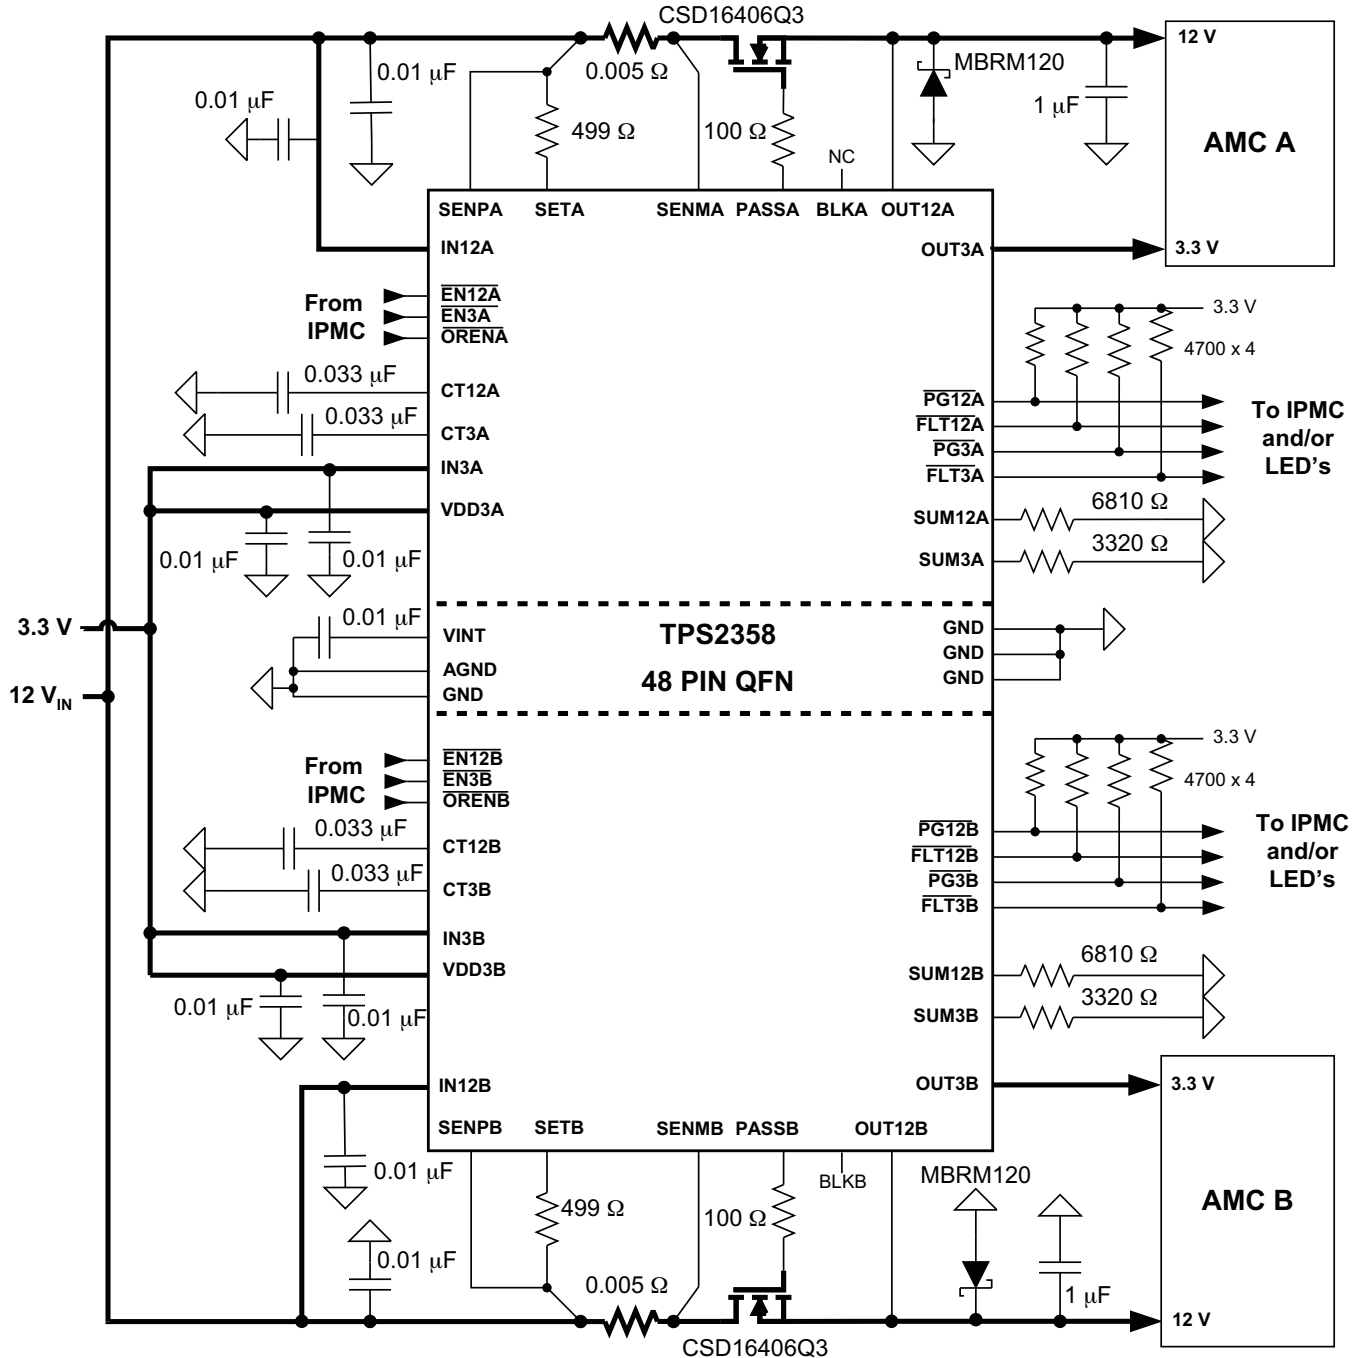 CSD16406Q3
12 V
0.01 µF
0.005 Ω
MBRM120
0.01 µF
499 Ω
100 Ω
1 µF
AMC A
NC
SENPA SETA SENMA PASSA BLKA OUT12A
IN12A
OUT3A
3.3 V
From
IPMC
EN12A
EN3A
ORENA
3.3 V
4700 x 4
0.033 µF
CT12A
0.033 µF
CT3A
IN3A
VDD3A
0.01 µF
0.01 µF
PG12A
FLT12A
PG3A
FLT3A
To IPMC
and/or
LED's
SUM12A
6810 Ω
SUM3A
3320 Ω
3.3 V
12 VIN
0.01 µF
VINT
AGND
GND
TPS2358
48 PIN QFN
GND
GND
GND
From
IPMC
EN12B
EN3B
ORENB
3.3 V
4700 x 4
0.033 µF
CT12B
0.033 µF
CT3B
IN3B
VDD3B
0.01 µF
0.01 µF
PG12B
FLT12B
PG3B
FLT3B
To IPMC
and/or
LED's
SUM12B
6810 Ω
SUM3B
3320 Ω
IN12B
OUT3B
3.3 V
SENPB SETB SENMB PASSB OUT12B
BLKB
0.01 µF
0.01 µF
499 Ω
100 Ω
0.005 Ω
MBRM120
1 µF
AMC B
12 V
CSD16406Q3